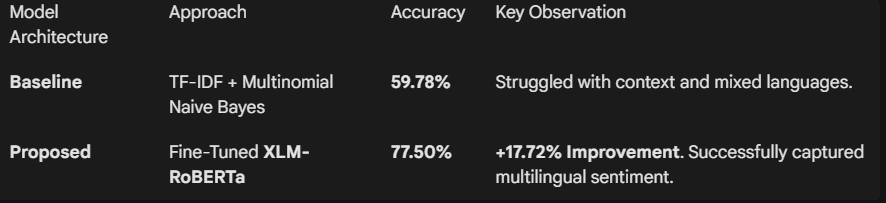 Model Architecture	Approach	Accuracy	Key Observation
Baseline	TF-IDF + Multinomial Naive Bayes	59.78%	Struggled with context and mixed languages.
Proposed	Fine-Tuned XLM-RoBERTa	77.50%	+17.72% Improvement. Successfully captured multilingual sentiment.